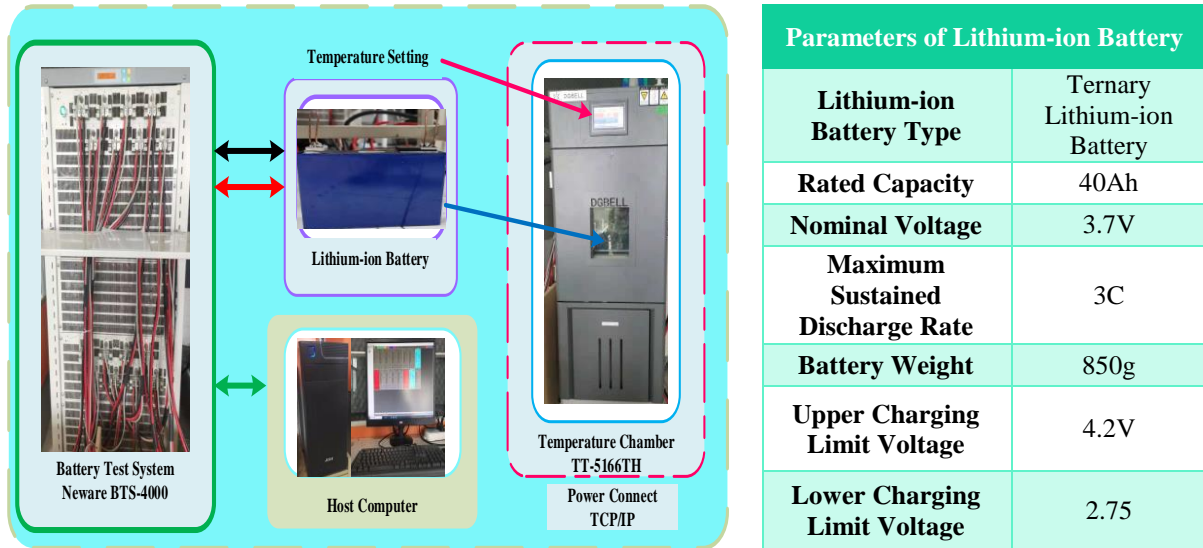 Temperature Setting
DGBELL
DGBELL
Lithium-ion Battery
Battery Test System
Neware BTS-4000
Host Computer
Temperature Chamber
TT-5166TH
Power Connect
TCP/IP
Parameters of Lithium-ion Battery
Lithium-ion
Battery Type
Ternary
Lithium-ion
Battery
Rated Capacity
40Ah
Nominal Voltage
3.7V
Maximum
Sustained
Discharge Rate
3C
Battery Weight
850g
Upper Charging
Limit Voltage
4.2V
Lower Charging
Limit Voltage
2.75